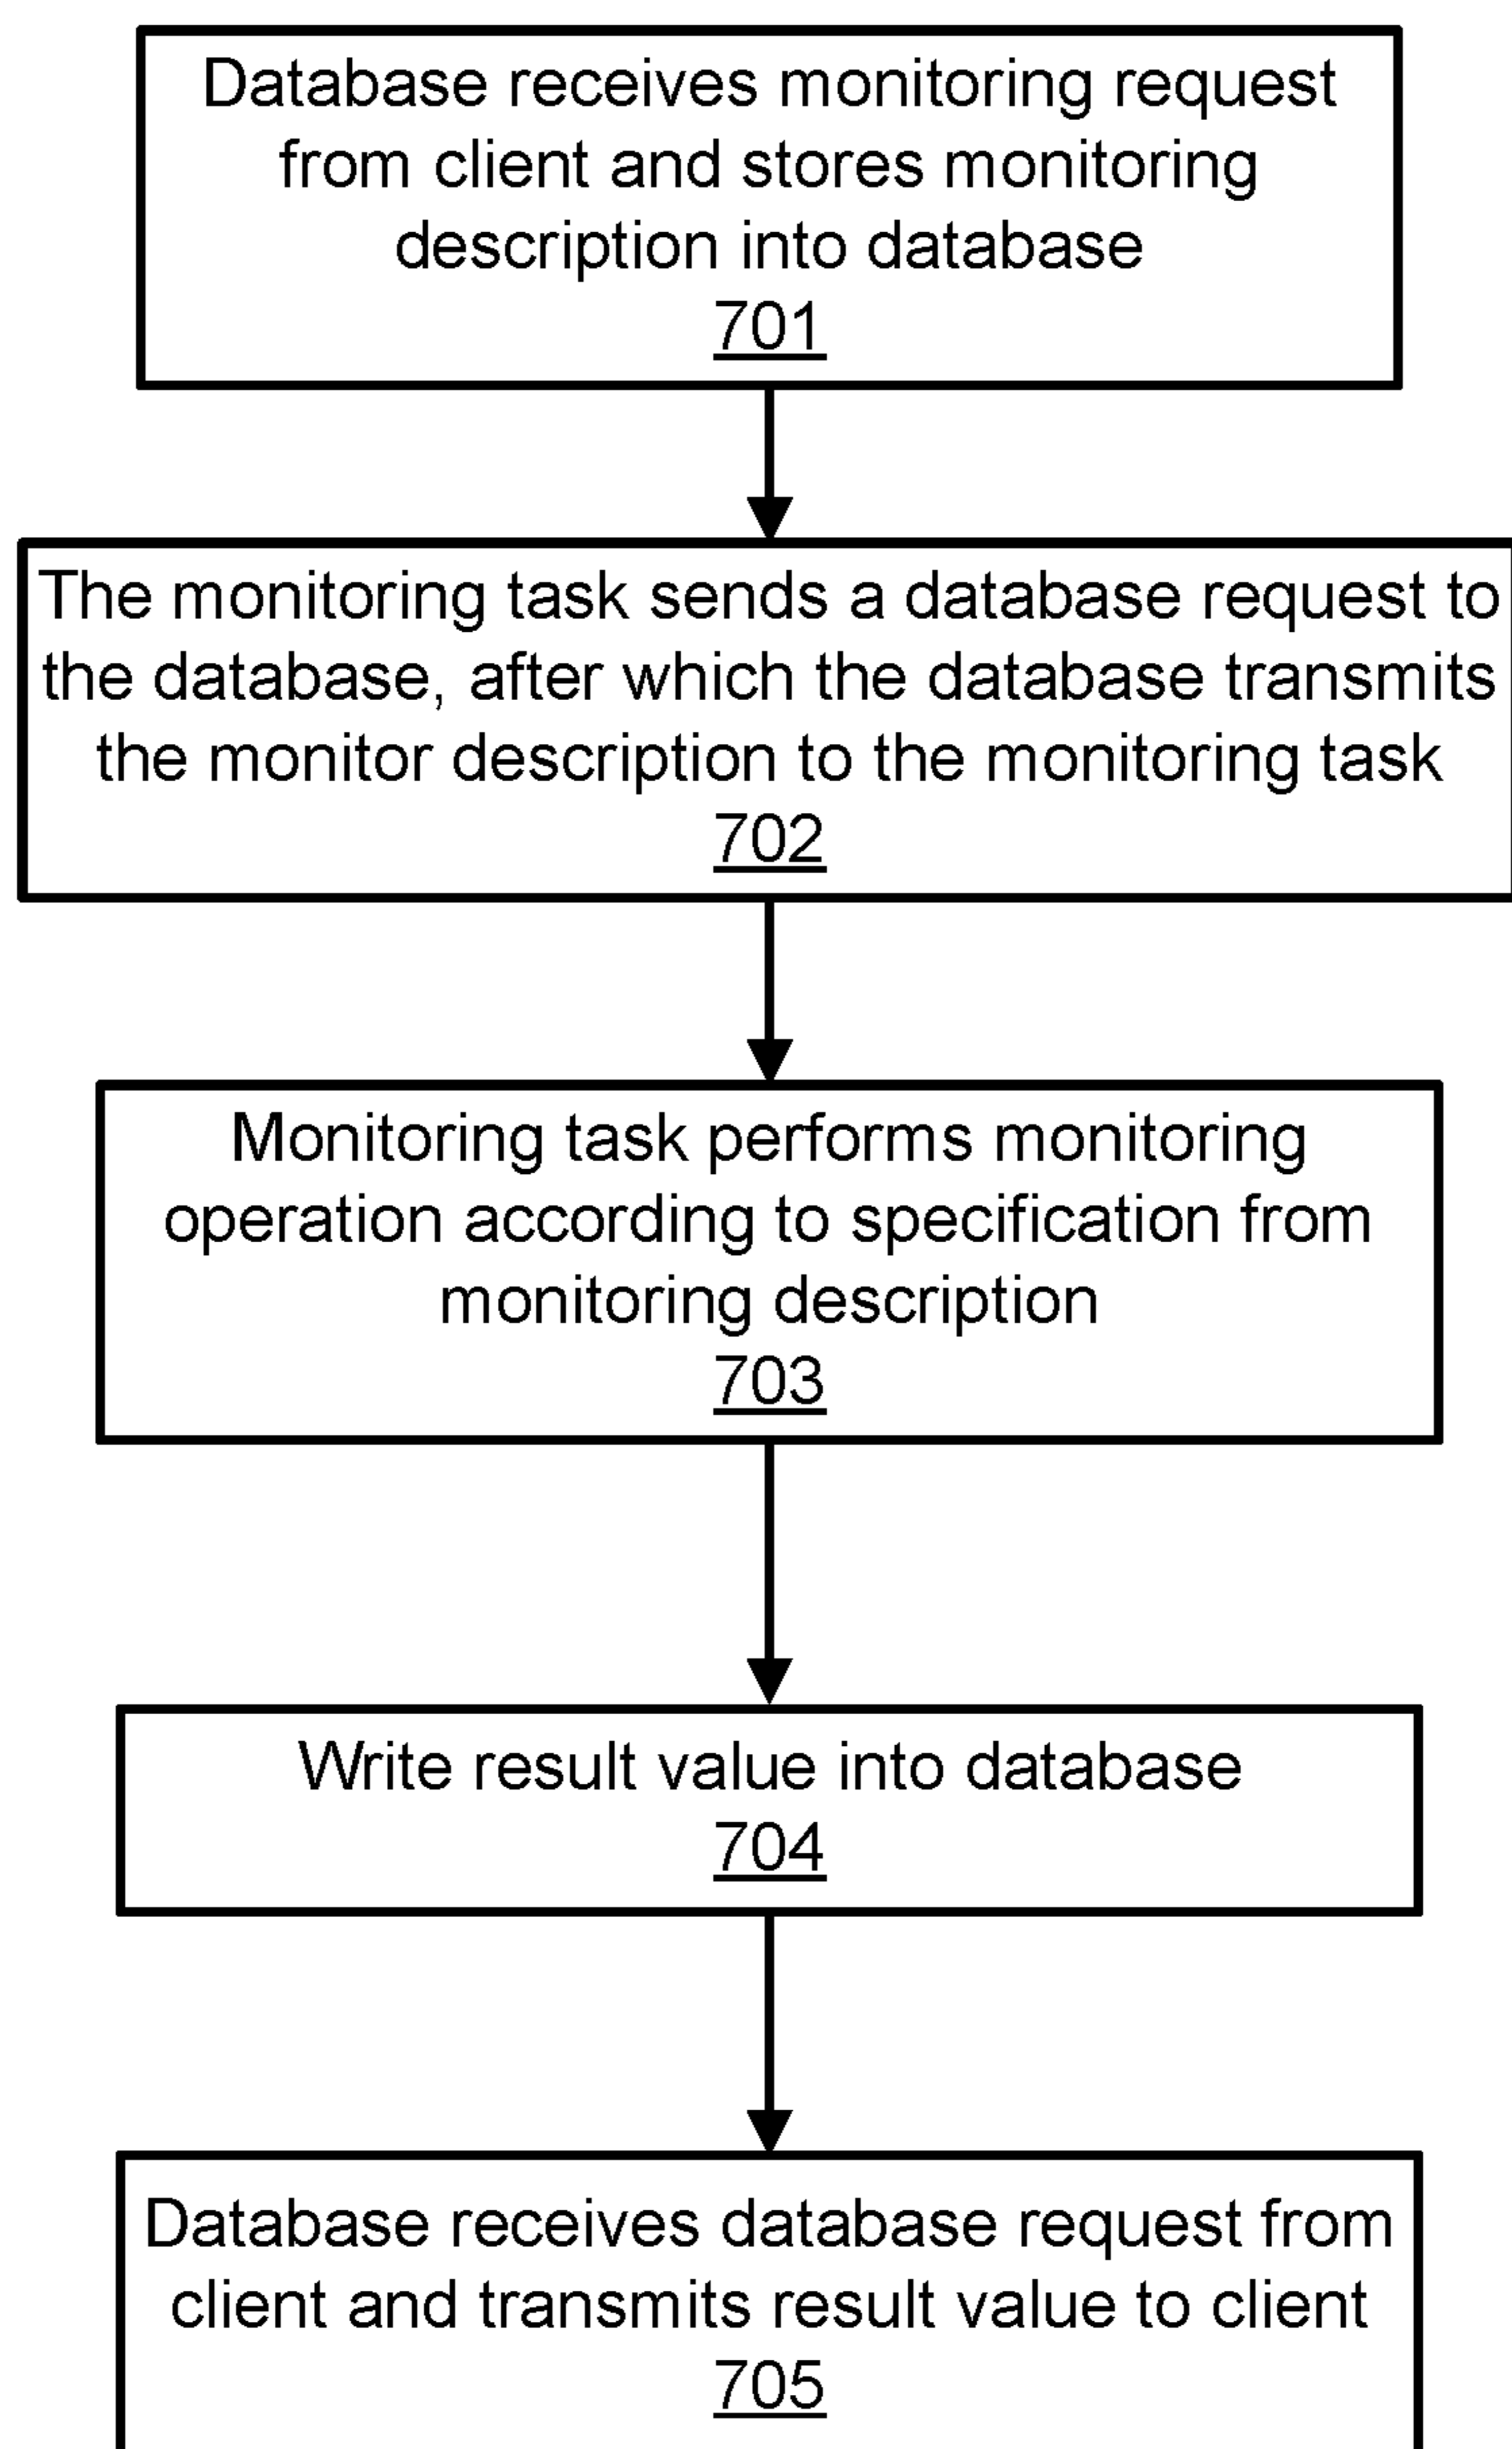 Database receives monitoring request
from client and stores monitoring
description into database
701
The monitoring task sends a database request to
the database, after which the database transmits
the monitor description to the monitoring task
702
Monitoring task performs monitoring
operation according to specification from
monitoring description
703
Write result value into database
704
Database receives database request from
client and transmits result value to client
705